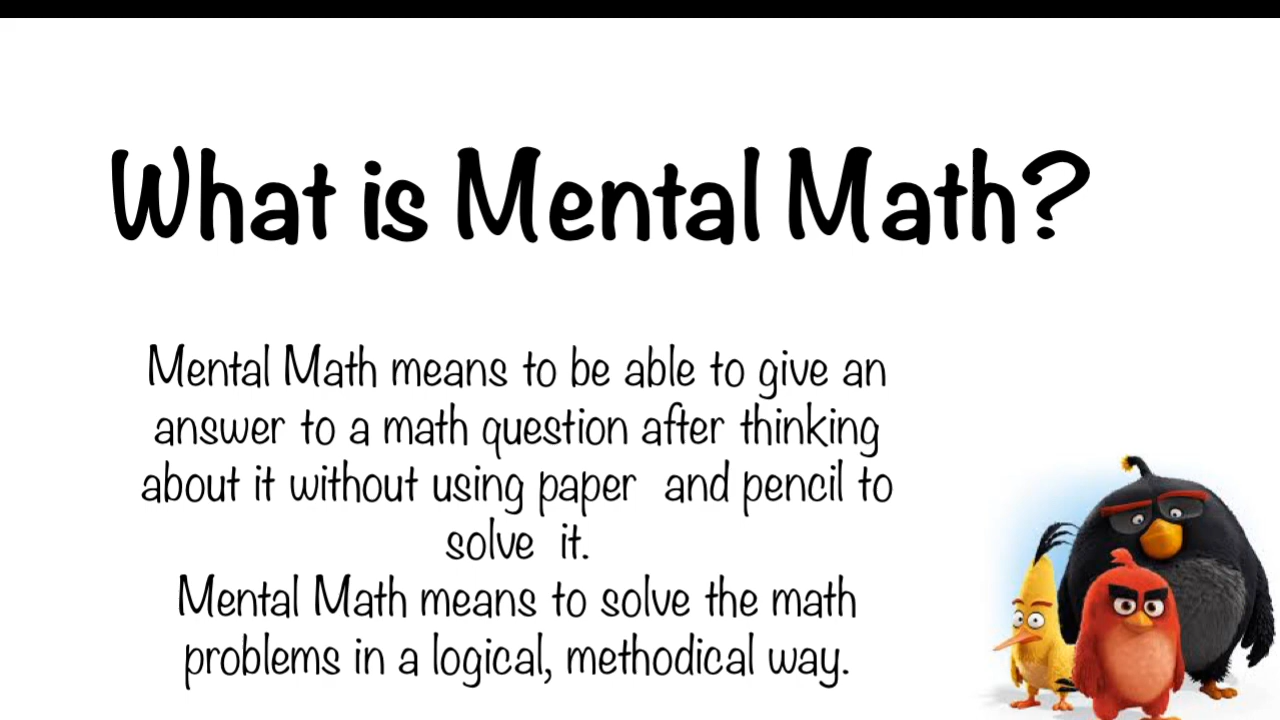 What is Mental Math?
Mental Math means to be able to give an
answer to a math question after thinking
about it without using paper and pencil to
solve it.
Mental Math means to solve the math
problems in a logical, methodical way.